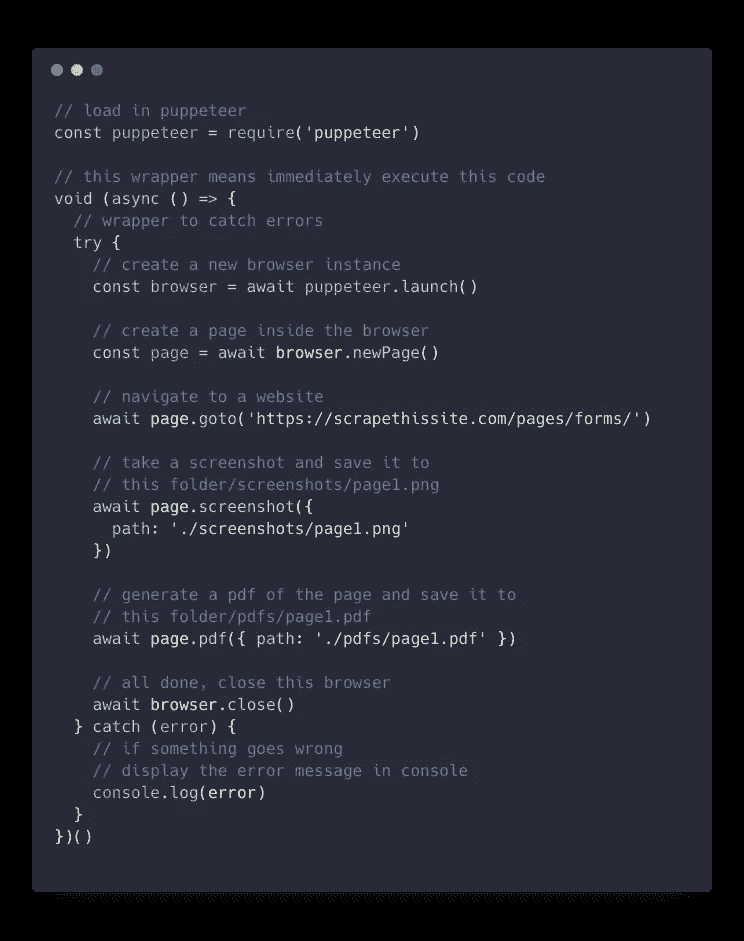 // load in puppeteer
const puppeteer = require('puppeteer')
// this wrapper means immediately execute this code
void (async () => {
// wrapper to catch errors
try {
// create a new browser instance
const browser = await puppeteer.launch()
// create a page inside the browser
const page = await browser.newPage()
// navigate to a website
await page.goto('https://scrapethissite.com/pages/forms/')
// take a screenshot and save it to
// this folder/screenshots/page1.png
await page.screenshot({
path: './screenshots/page1.png'
})
// generate a pdf of the page and save it to
// this folder/pdfs/page1.pdf
await page.pdf({ path: './pdfs/page1.pdf' })
// all done, close this browser
await browser.close()
} catch (error) {
// if something goes wrong
// display the error message in console
console.log(error)
}
})()